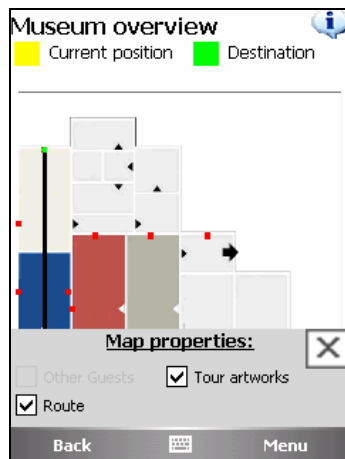 Museum overview
Current position Destination
Map properties:
Other Guests Tour artworks
Route
Back Menu